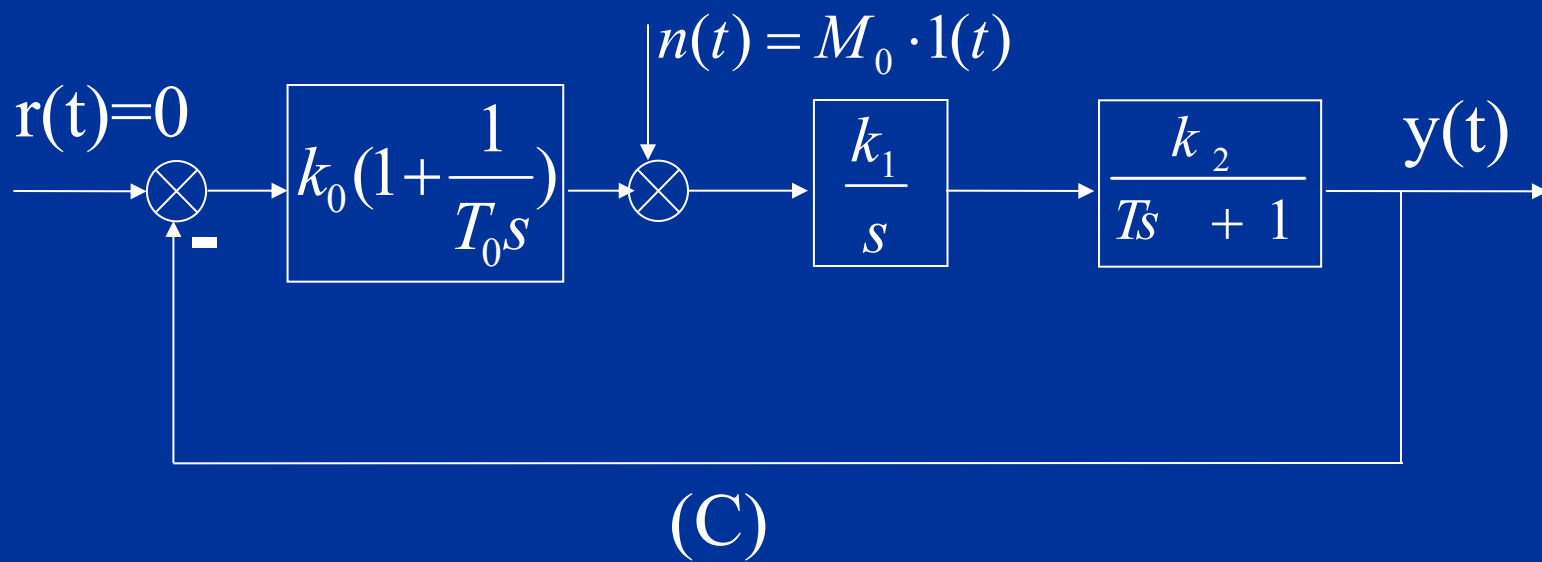 n(t) = M₀ · 1(t)
r(t)=0
k₀(1+ 1/(T₀s))
k₁/s
k₂/(Ts + 1)
y(t)
-
(C)